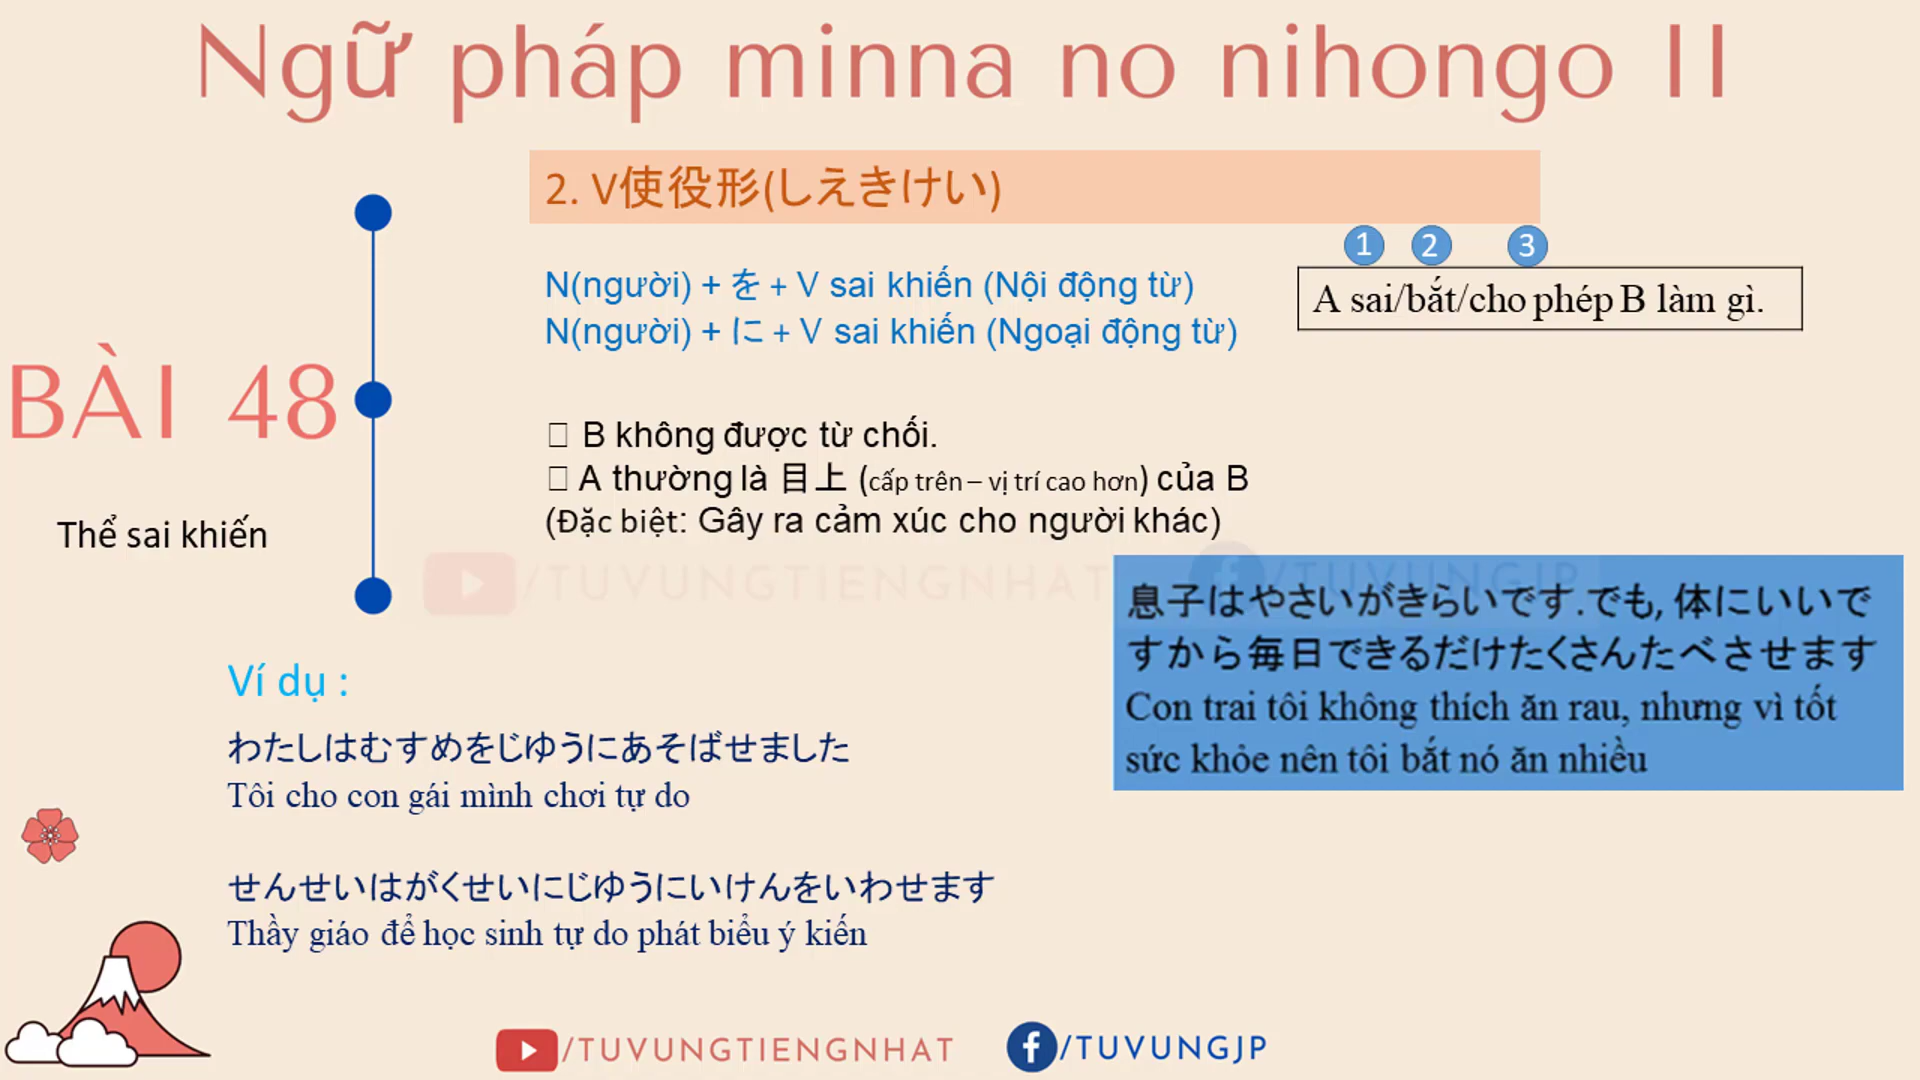 Ngữ pháp minna no nihongo II
2. V使役形(しえきけい)
1 2 3
N(người) + を + V sai khiến (Nội động từ)
N(người) + に + V sai khiến (Ngoại động từ)
A sai/bắt/cho phép B làm gì.
BÀI 48
Thể sai khiến
B không được từ chối.
A thường là 目上 (cấp trên – vị trí cao hơn) của B
(Đặc biệt: Gây ra cảm xúc cho người khác)
/TUVUNGTIENGNHAT
/TUVUNGJP
息子はやさいがきらいです.でも, 体にいいで
すから毎日できるだけたくさんたべさせます
Con trai tôi không thích ăn rau, nhưng vì tốt
sức khỏe nên tôi bắt nó ăn nhiều
Ví dụ :
わたしはむすめをじゆうにあそばせました
Tôi cho con gái mình chơi tự do
せんせいはがくせいにじゆうにいけんをいわせます
Thầy giáo để học sinh tự do phát biểu ý kiến
/TUVUNGTIENGNHAT
/TUVUNGJP